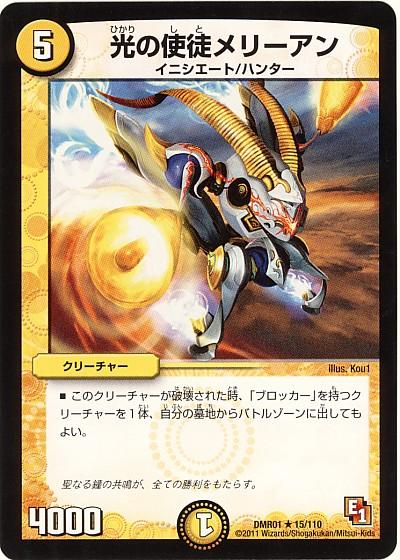 5
ひかり しと
光の使徒メリーアン
イニシエート/ハンター
クリーチャー
illus. Kou1
■ このクリーチャーが破壊された時、「ブロッカー」を持つク
リーチャーを1体、自分の墓地からバトルゾーンに出しても
よい。
聖なる鐘の共鳴が、全ての勝利をもたらす。
4000
1
E1
DMR01 ★ 15/110
©2011 Wizards/Shogakukan/Mitsui-Kids